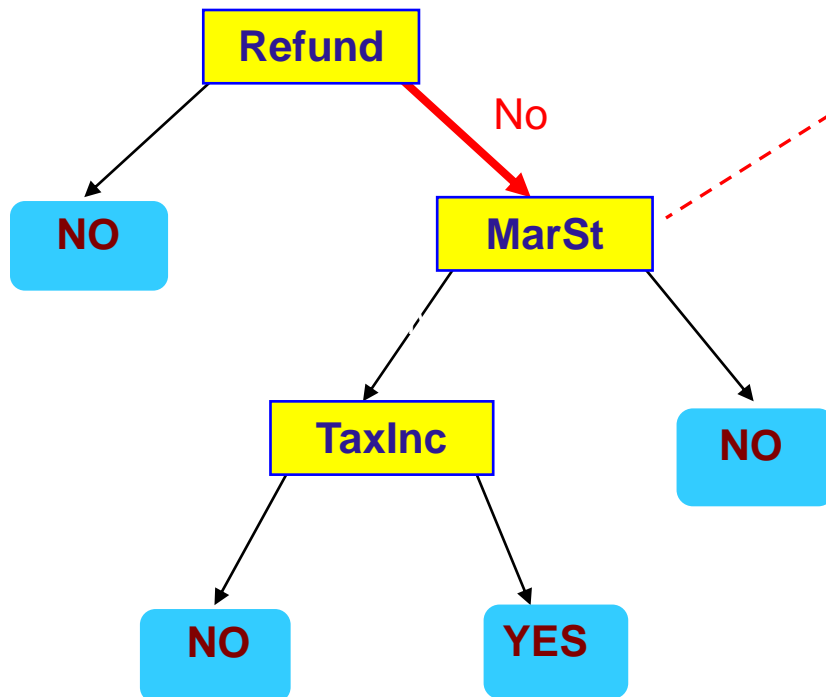 Refund
No
NO
MarSt
TaxInc
NO
NO
YES